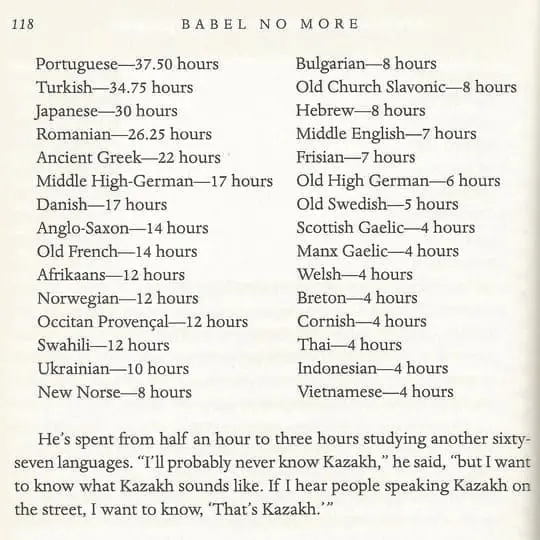 118
BABEL NO MORE
Portuguese—37.50 hours
Turkish—34.75 hours
Japanese—30 hours
Romanian—26.25 hours
Ancient Greek—22 hours
Middle High-German—17 hours
Danish—17 hours
Anglo-Saxon—14 hours
Old French—14 hours
Afrikaans—12 hours
Norwegian—12 hours
Occitan Provençal—12 hours
Swahili—12 hours
Ukrainian—10 hours
New Norse—8 hours
Bulgarian—8 hours
Old Church Slavonic—8 hours
Hebrew—8 hours
Middle English—7 hours
Frisian—7 hours
Old High German—6 hours
Old Swedish—5 hours
Scottish Gaelic—4 hours
Manx Gaelic—4 hours
Welsh—4 hours
Breton—4 hours
Cornish—4 hours
Thai—4 hours
Indonesian—4 hours
Vietnamese—4 hours
He's spent from half an hour to three hours studying another sixty-
seven languages. “I'll probably never know Kazakh,” he said, “but I want
to know what Kazakh sounds like. If I hear people speaking Kazakh on
the street, I want to know, ‘That's Kazakh.’”